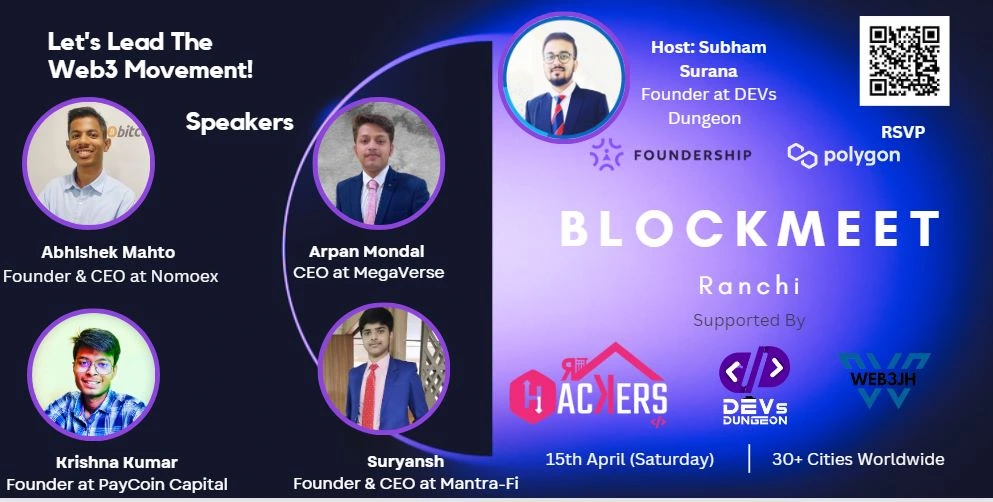 Let's Lead The
Web3 Movement!
Speakers
bitc
Abhishek Mahto
Founder & CEO at Nomoex
Arpan Mondal
CEO at MegaVerse
Krishna Kumar
Founder at PayCoin Capital
Suryansh
Founder & CEO at Mantra-Fi
Host: Subham
Surana
Founder at DEVs
Dungeon
RSVP
FOUNDERSHIP
polygon
BLOCKMEET
Ranchi
Supported By
HACKERS
</>
DEVs
DUNGEON
WEB3JH
15th April (Saturday)
30+ Cities Worldwide